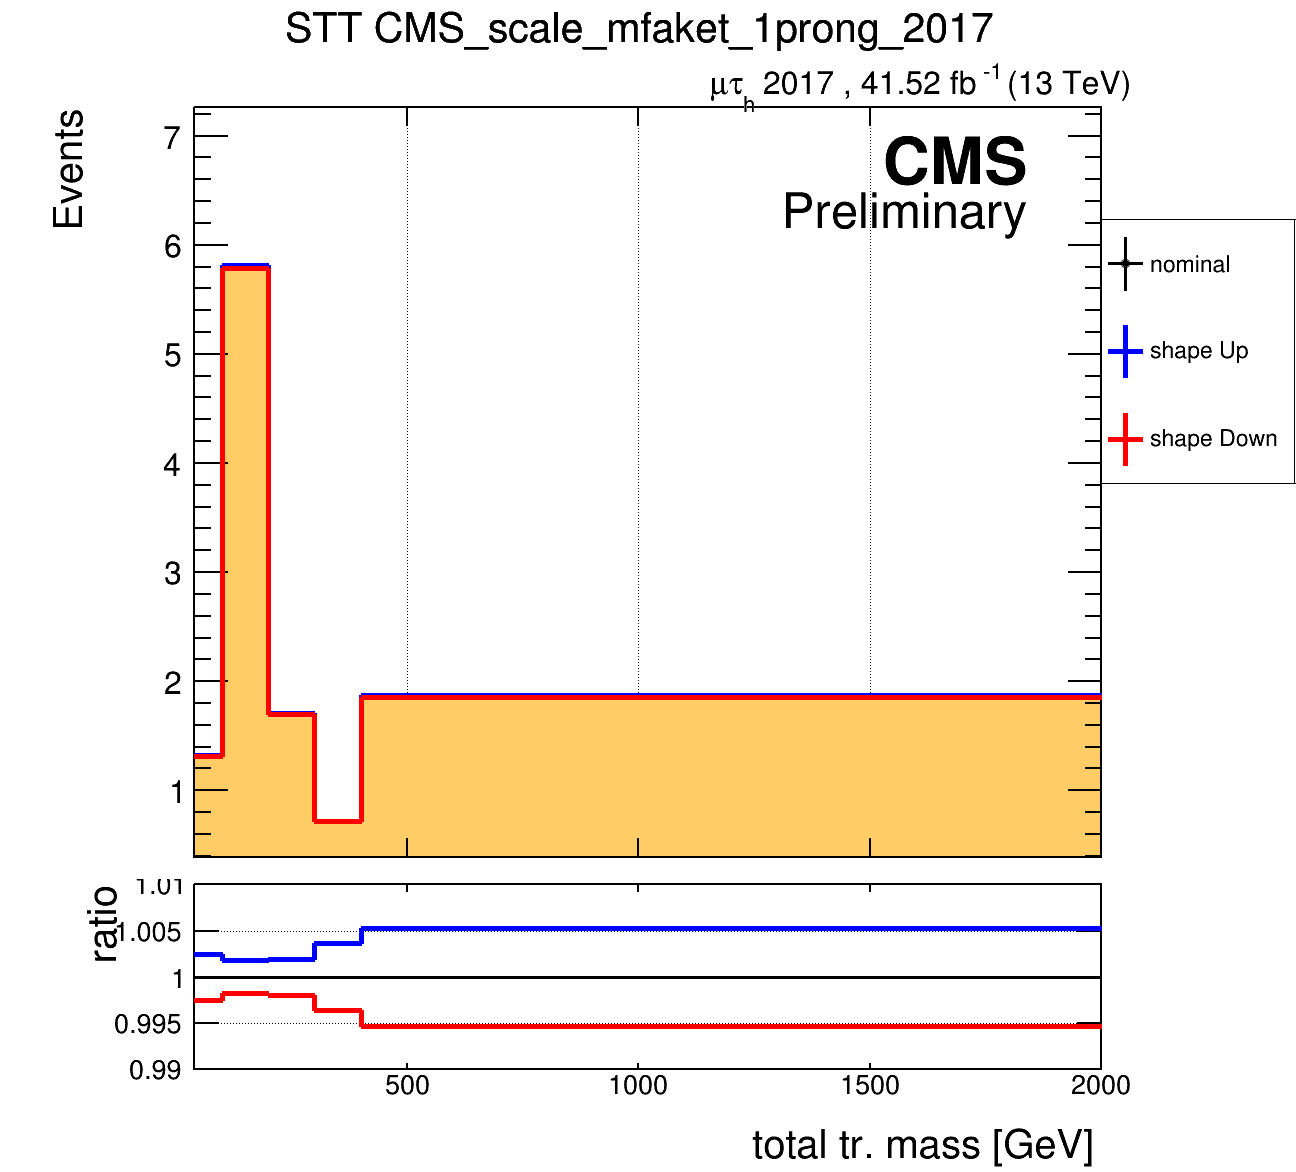 STT CMS_scale_mfaket_1prong_2017
μτh 2017 , 41.52 fb-1 (13 TeV)
Events
7
6
5
4
3
2
1
CMS
Preliminary
nominal
shape Up
shape Down
ratio
1.01
1.005
1
0.995
0.99
500
1000
1500
2000
total tr. mass [GeV]